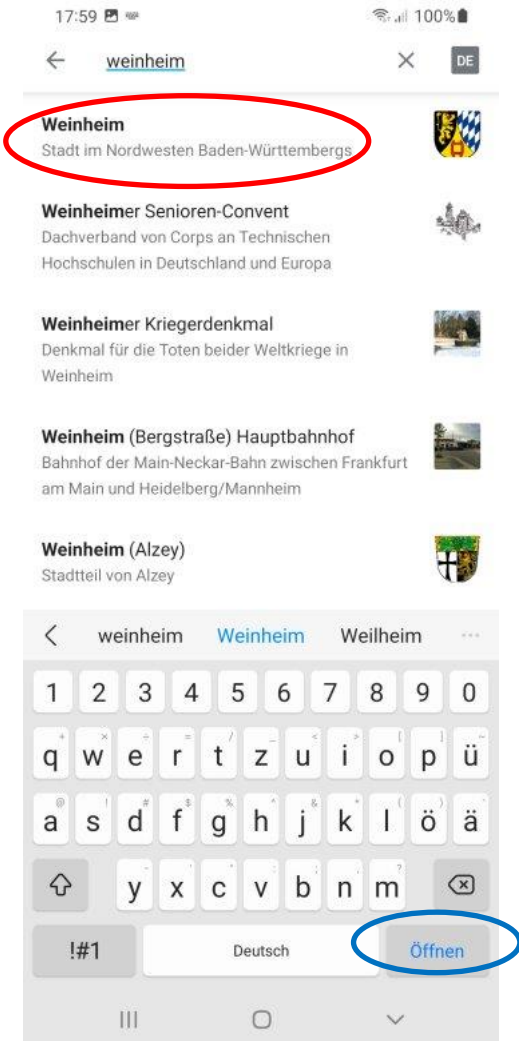 17:59 100%
weinheim DE
Weinheim
Stadt im Nordwesten Baden-Württembergs
Weinheimer Senioren-Convent
Dachverband von Corps an Technischen
Hochschulen in Deutschland und Europa
Weinheimer Kriegerdenkmal
Denkmal für die Toten beider Weltkriege in
Weinheim
Weinheim (Bergstraße) Hauptbahnhof
Bahnhof der Main-Neckar-Bahn zwischen Frankfurt
am Main und Heidelberg/Mannheim
Weinheim (Alzey)
Stadtteil von Alzey
weinheim Weinheim Weilheim ...
1 2 3 4 5 6 7 8 9 0
q w e r t z u i o p ü
a s d f g h j k l ö ä
y x c v b n m
!#1 Deutsch Öffnen